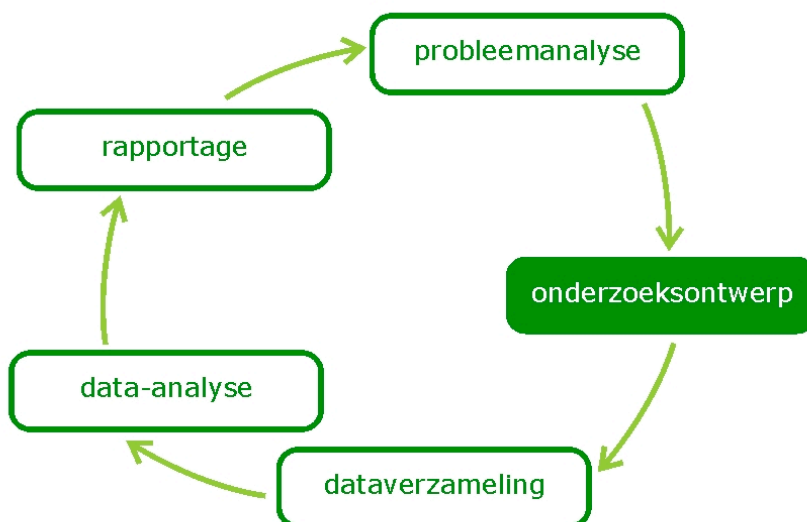 probleemanalyse
onderzoeksontwerp
dataverzameling
data-analyse
rapportage